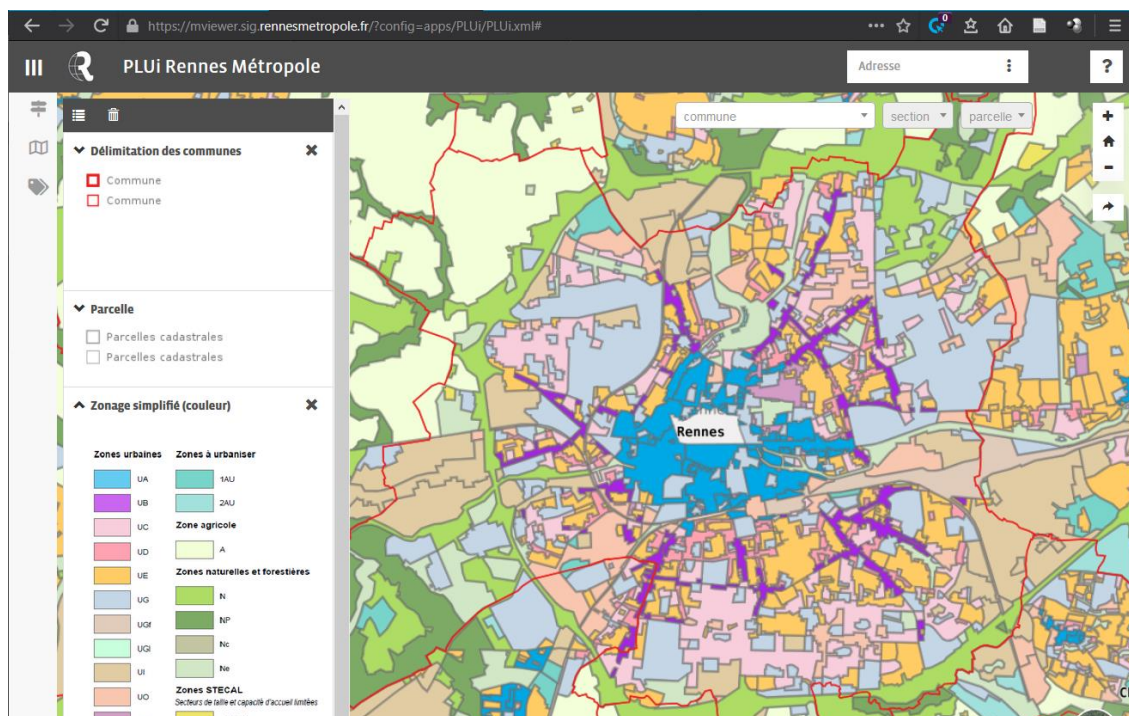 https://mviewer.sig.rennesmetropole.fr/?config=apps/PLUi/PLUi.xml#
0
PLUi Rennes Métropole
Adresse
?
commune
section
parcelle
Délimitation des communes
Commune
Commune
Parcelle
Parcelles cadastrales
Parcelles cadastrales
Zonage simplifié (couleur)
Zones urbaines
UA
UB
UC
UD
UE
UG
UGf
UGl
UI
UO
Zones à urbaniser
1AU
2AU
Zone agricole
A
Zones naturelles et forestières
N
NP
Nc
Ne
Zones STECAL
Secteurs de taille et capacité d'accueil limitées
Rennes